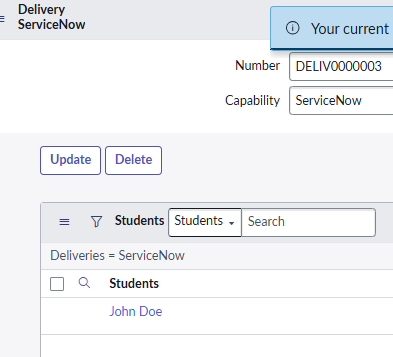 Delivery
ServiceNow
Your current
Number DELIV0000003
Capability ServiceNow
Update Delete
Students Students Search
Deliveries = ServiceNow
Students
John Doe